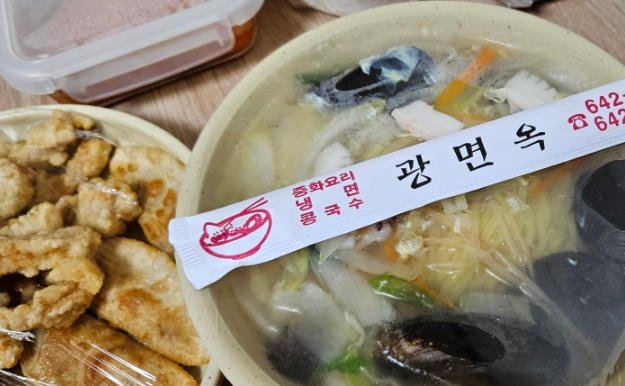 중화요리
냉면
콩국수
광면옥
☎ 642-
642